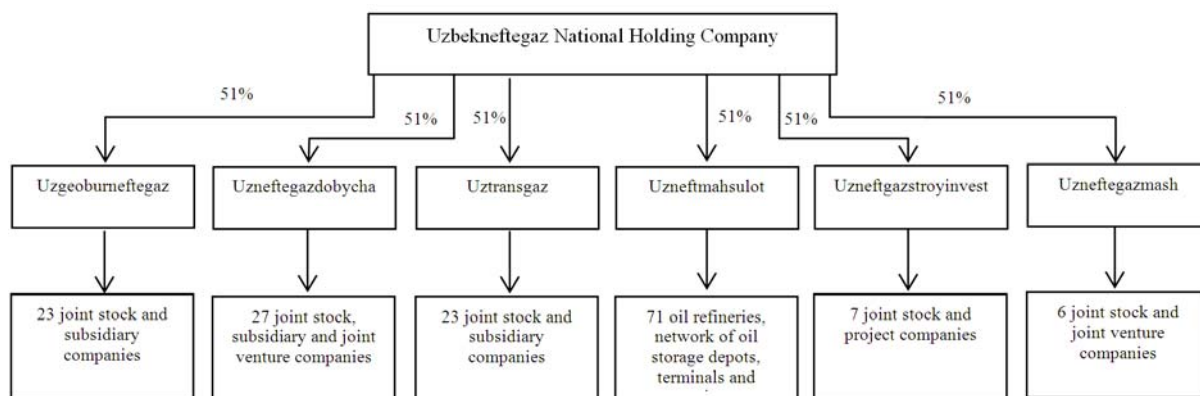 Uzbekneftegaz National Holding Company
51%
51%
51%
51%
51%
51%
Uzgeoburneftegaz
Uzneftegazdobycha
Uztransgaz
Uzneftmahsulot
Uzneftgazstroyinvest
Uzneftegazmash
23 joint stock and
subsidiary
companies
27 joint stock,
subsidiary and joint
venture companies
23 joint stock and
subsidiary
companies
71 oil refineries,
network of oil
storage depots,
terminals and
7 joint stock and
project companies
6 joint stock and
joint venture
companies